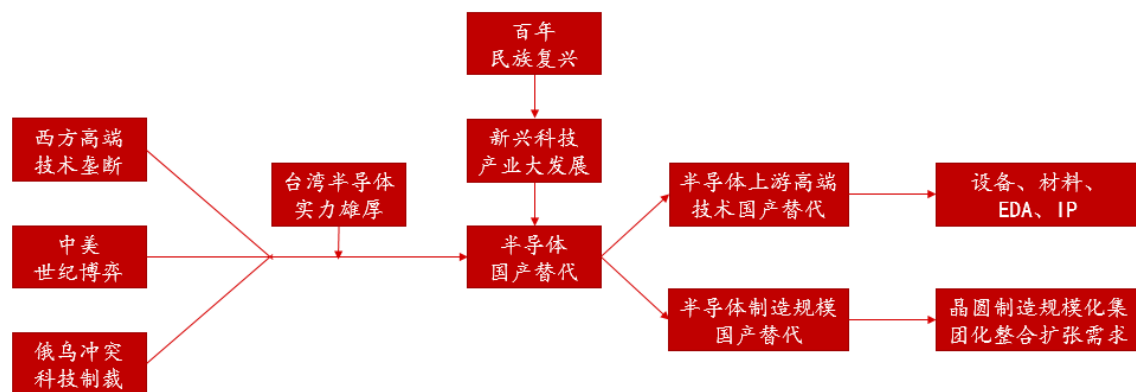 百年
民族复兴
西方高端
技术垄断
新兴科技
产业大发展
台湾半导体
实力雄厚
半导体上游高端
技术国产替代
设备、材料、
EDA、IP
中美
世纪博弈
半导体
国产替代
半导体制造规模
国产替代
晶圆制造规模化集
团化整合扩张需求
俄乌冲突
科技制裁